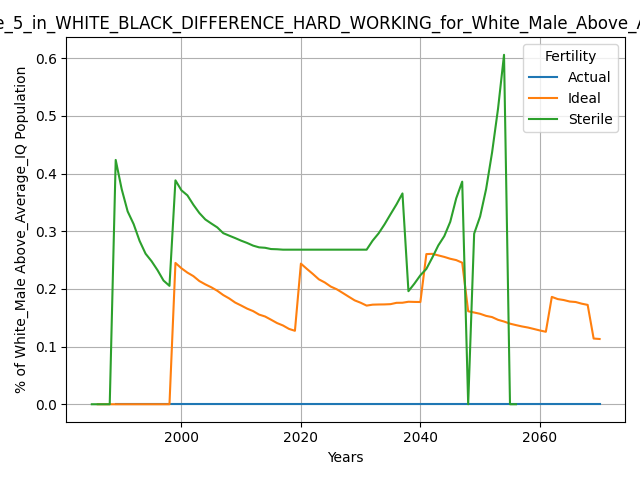 e_5_in_WHITE_BLACK_DIFFERENCE_HARD_WORKING_for_White_Male_Above_A
Fertility
Actual
Ideal
Sterile
% of White_Male Above_Average_IQ Population
0.6
0.5
0.4
0.3
0.2
0.1
0.0
2000
2020
2040
2060
Years